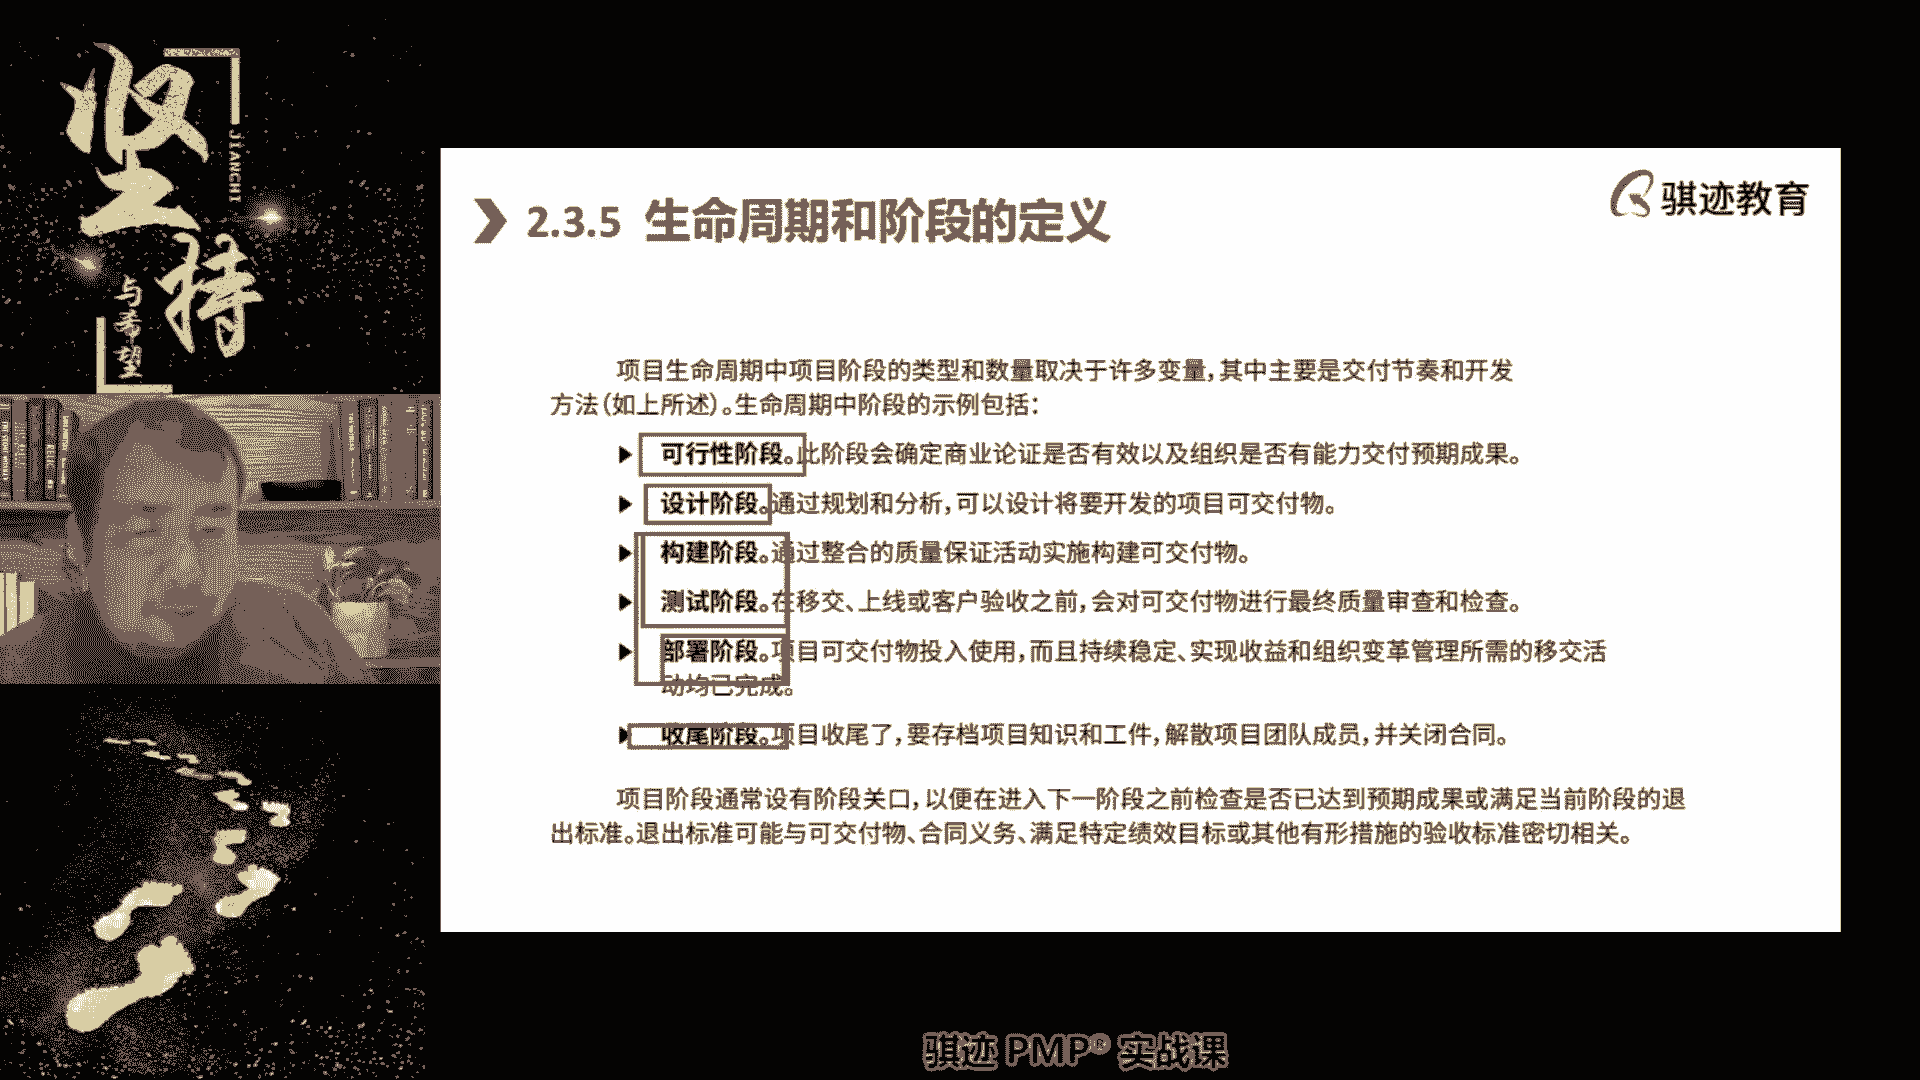 坚持
JIANCHI
与希望
骐迹教育
2.3.5 生命周期和阶段的定义
项目生命周期中项目阶段的类型和数量取决于许多变量，其中主要是交付节奏和开发
方法（如上所述）。生命周期中阶段的示例包括：
可行性阶段。此阶段会确定商业论证是否有效以及组织是否有能力交付预期成果。
设计阶段。通过规划和分析，可以设计将要开发的项目可交付物。
构建阶段。通过整合的质量保证活动实施构建可交付物。
测试阶段。在移交、上线或客户验收之前，会对可交付物进行最终质量审查和检查。
部署阶段。项目可交付物投入使用，而且持续稳定、实现收益和组织变革管理所需的移交活
动均已完成。
收尾阶段。项目收尾了，要存档项目知识和工件，解散项目团队成员，并关闭合同。
项目阶段通常设有阶段关口，以便在进入下一阶段之前检查是否已达到预期成果或满足当前阶段的退
出标准。退出标准可能与可交付物、合同义务、满足特定绩效目标或其他有形措施的验收标准密切相关。
骐迹 PMP® 实战课